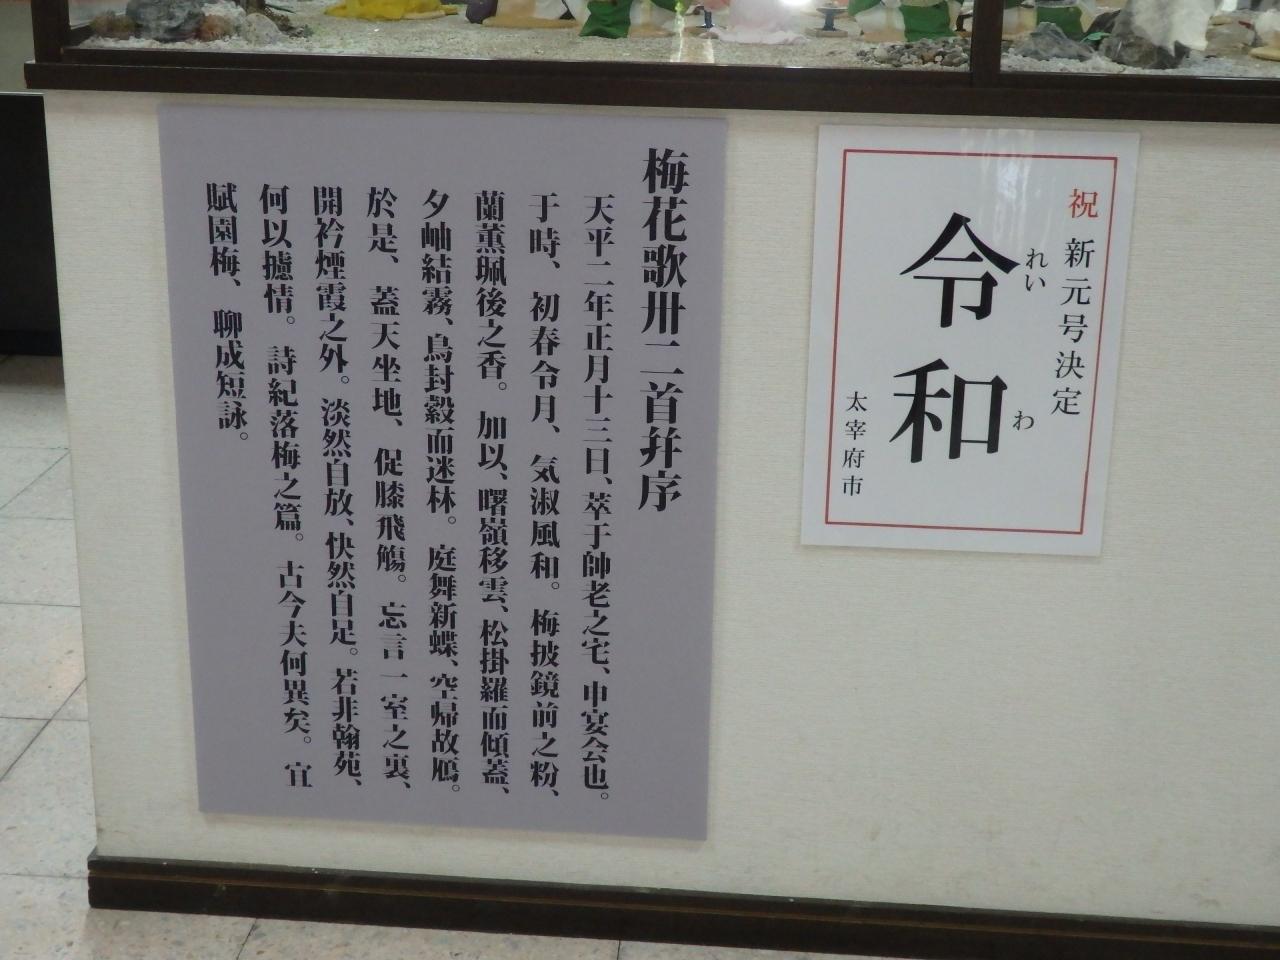 梅花歌卅二首并序
天平二年正月十三日、萃于帥老之宅、申宴会也。
于時、初春令月、気淑風和。梅披鏡前之粉、
蘭薫珮後之香。加以、曙嶺移雲、松掛羅而傾蓋、
夕岫結霧、鳥封縠而迷林。庭舞新蝶、空帰故鴈。
於是、蓋天坐地、促膝飛觴。忘言一室之裏、
開衿煙霞之外。淡然自放、快然自足。若非翰苑、
何以攄情。詩紀落梅之篇。古今夫何異矣。宜
賦園梅、聊成短詠。
祝 新元号決定
令和
れい わ
太宰府市